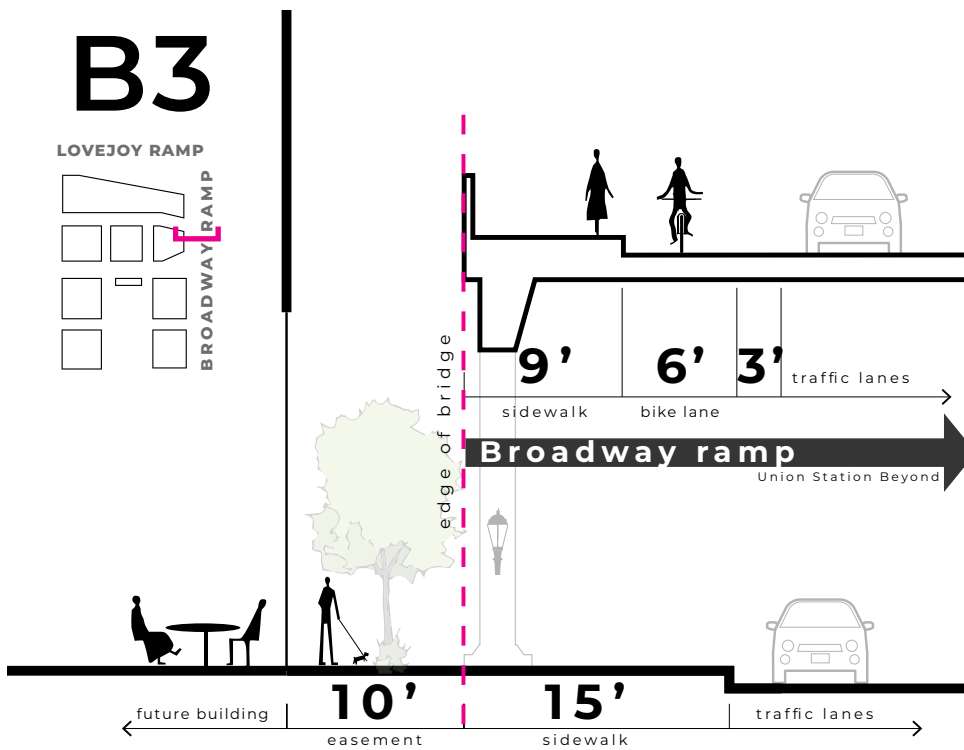 B3
LOVEJOY RAMP
BROADWAY RAMP
edge of bridge
9’
6’
3’
traffic lanes
sidewalk
bike lane
Broadway ramp
Union Station Beyond
10’
15’
future building
traffic lanes
easement
sidewalk